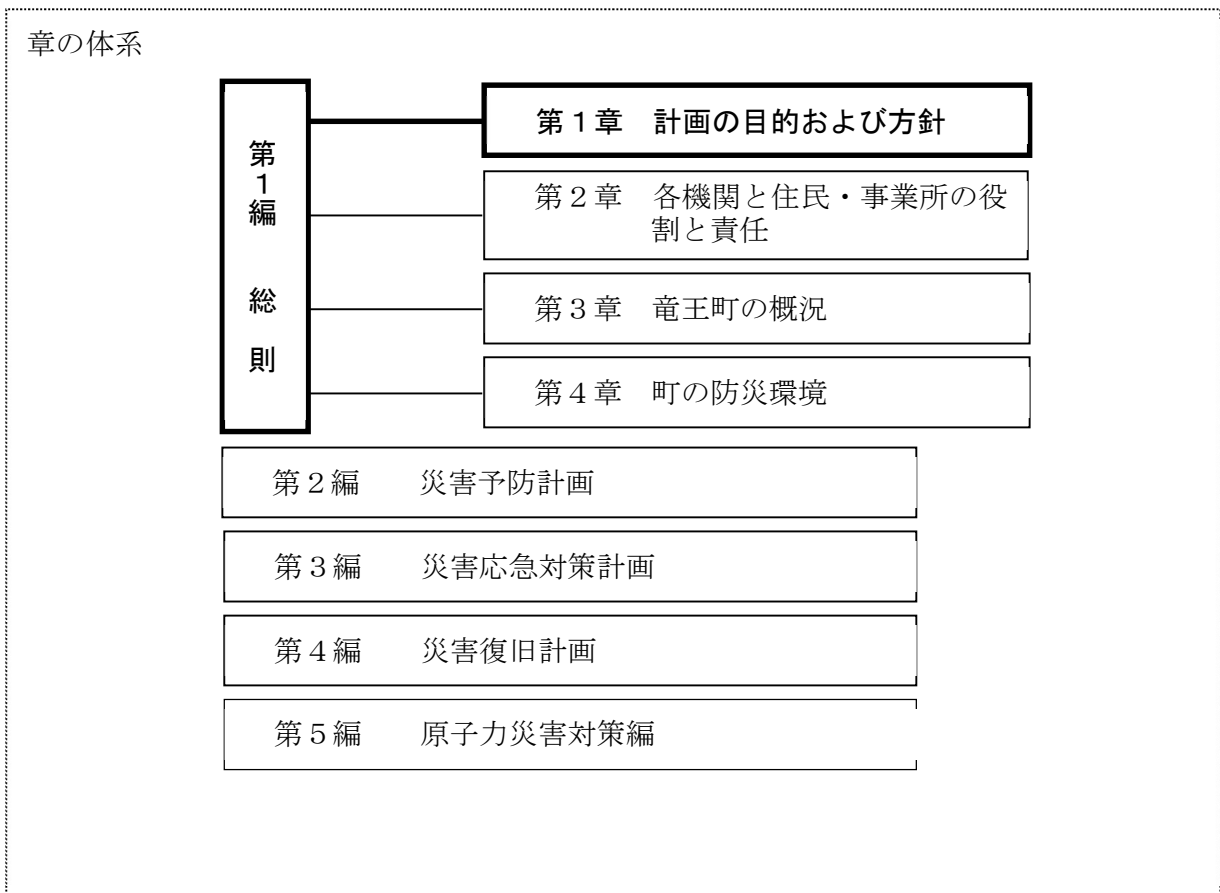 章の体系
第1編 総則
第１章 計画の目的および方針
第２章 各機関と住民・事業所の役
割と責任
第３章 竜王町の概況
第４章 町の防災環境
第２編 災害予防計画
第３編 災害応急対策計画
第４編 災害復旧計画
第５編 原子力災害対策編